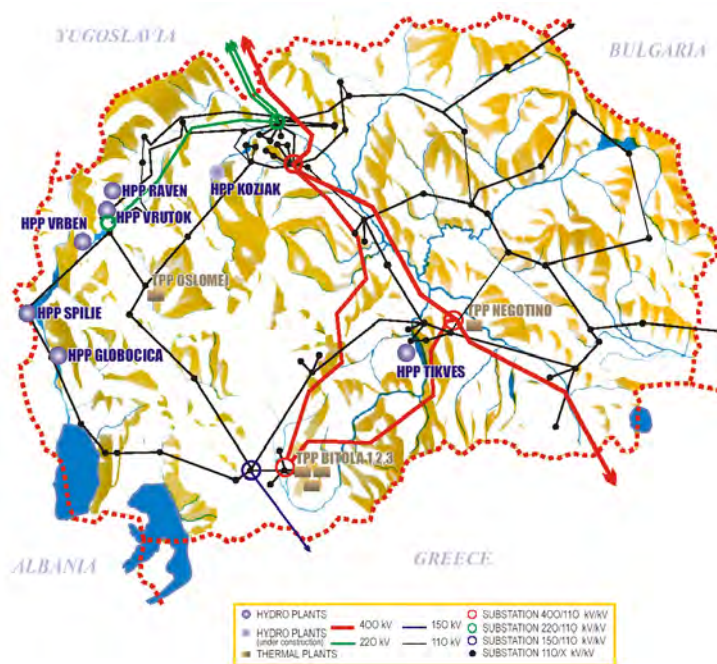 YUGOSLAVIA
BULGARIA
HPP RAVEN
HPP KOZJAK
HPP VRUTOK
HPP VRBEN
TPP OSLOMEJ
HPP SPILJE
TPP NEGOTINO
HPP GLOBOCICA
HPP TIKVES
TPP BITOLA 1,2,3
ALBANIA
GREECE
HYDRO PLANTS
HYDRO PLANTS
(under construction)
THERMAL PLANTS
400 kV
220 kV
150 kV
110 kV
SUBSTATION 400/110 kV/kV
SUBSTATION 220/110 kV/kV
SUBSTATION 150/110 kV/kV
SUBSTATION 110/X kV/kV